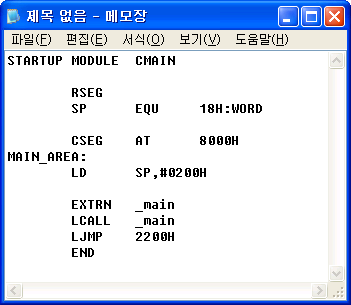 제목 없음 - 메모장
파일(F) 편집(E) 서식(O) 보기(V) 도움말(H)
STARTUP MODULE  CMAIN
        RSEG
        SP      EQU     18H:WORD
        CSEG    AT      8000H
MAIN_AREA:
        LD      SP,#0200H
        EXTRN   _main
        LCALL   _main
        LJMP    2200H
        END